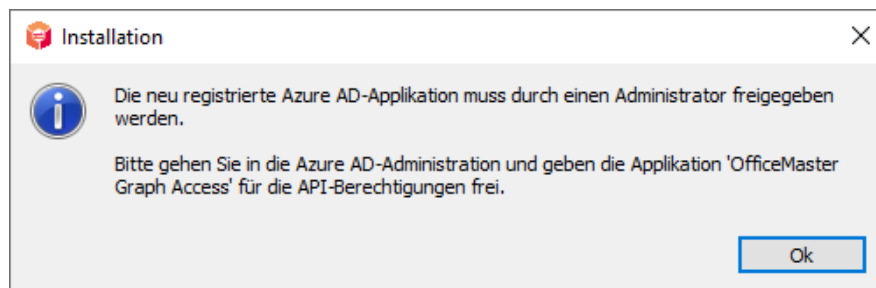 Installation
Die neu registrierte Azure AD-Applikation muss durch einen Administrator freigegeben
werden.
Bitte gehen Sie in die Azure AD-Administration und geben die Applikation 'OfficeMaster
Graph Access' für die API-Berechtigungen frei.
Ok